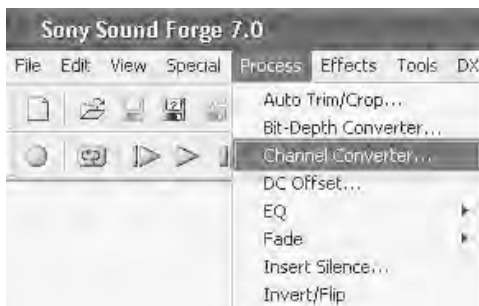 Sony Sound Forge 7.0
File Edit View Special Process Effects Tools DX
Auto Trim/Crop...
Bit-Depth Converter...
Channel Converter...
DC Offset...
EQ
Fade
Insert Silence...
Invert/Flip